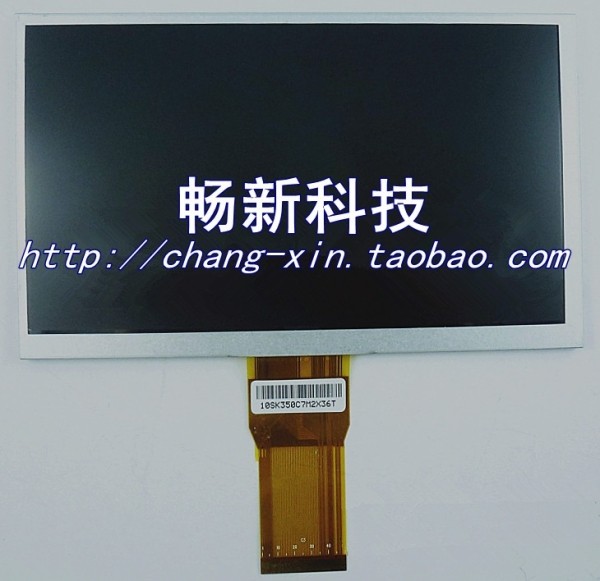 畅新科技
http://chang-xin.taobao.com
10SK350C7M2X36T